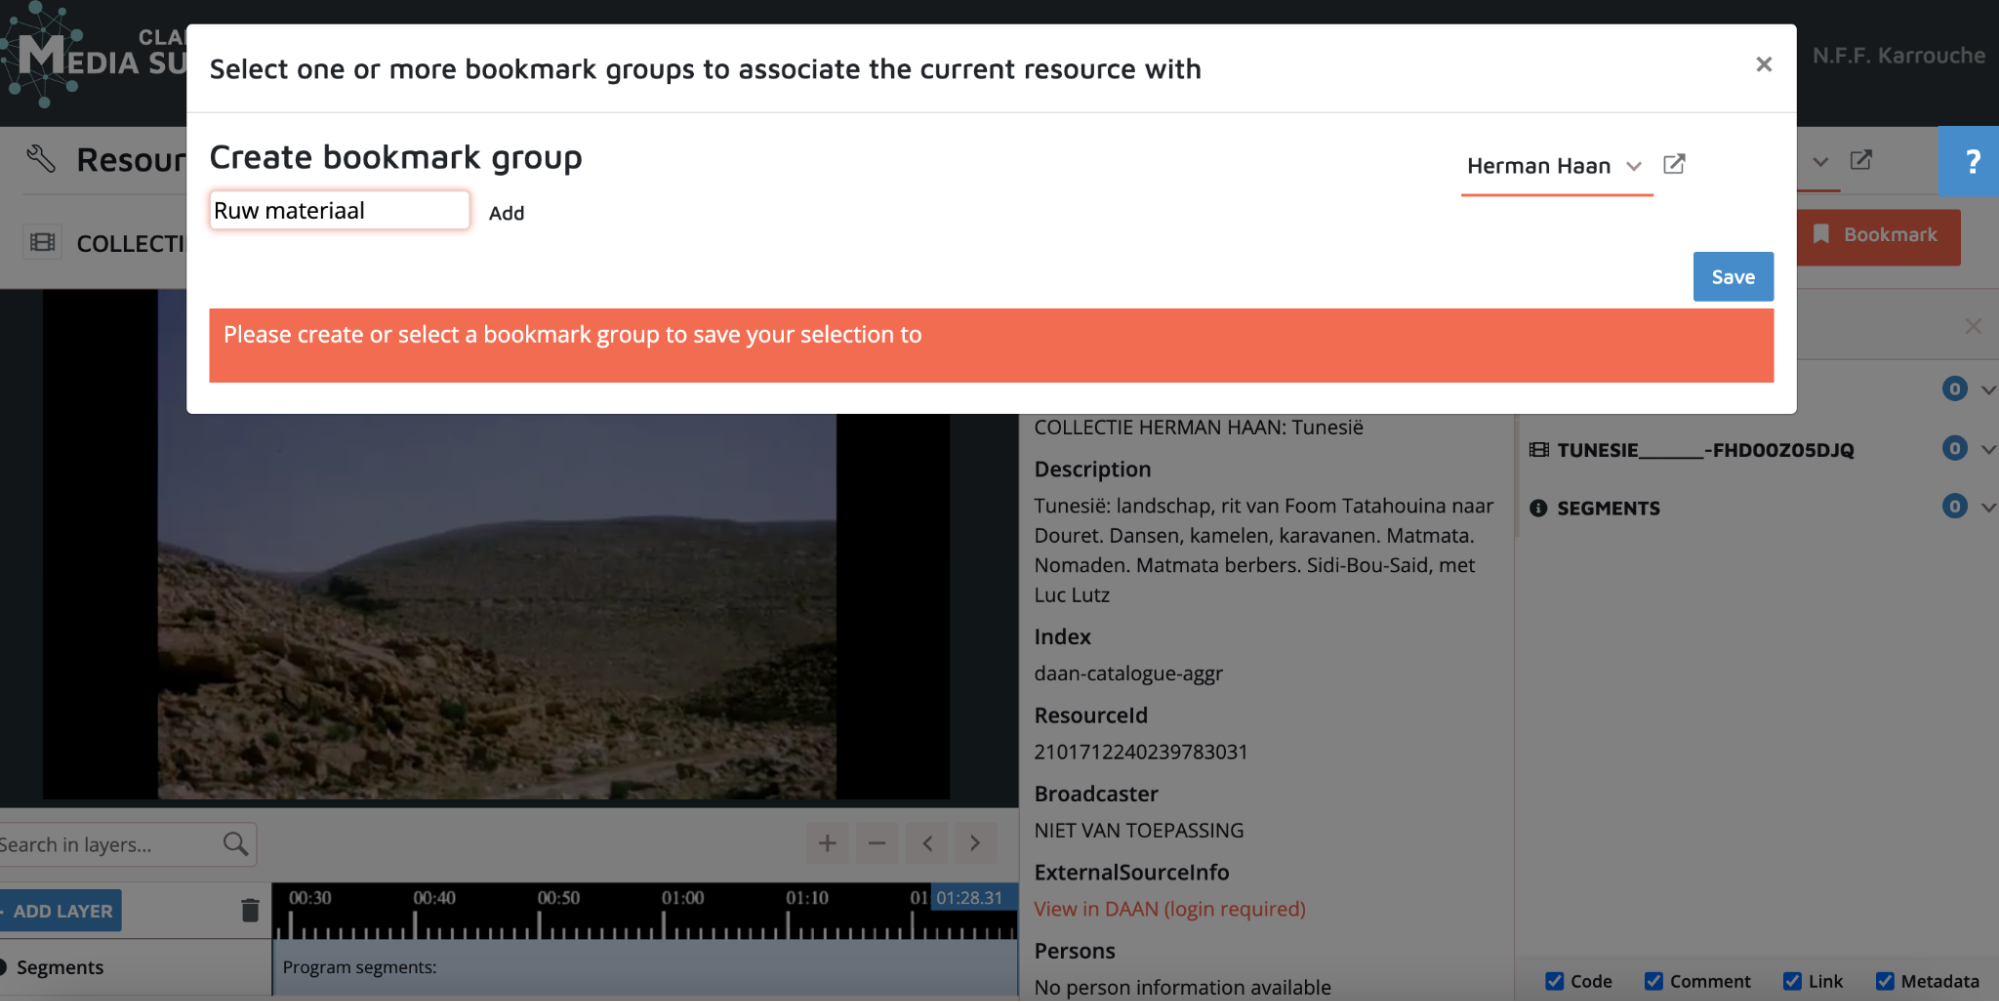 CLA
MEDIA SU
N.F.F. Karrouche
Select one or more bookmark groups to associate the current resource with
×
Create bookmark group
Herman Haan
Ruw materiaal
Add
Save
Please create or select a bookmark group to save your selection to
Resour
?
COLLECTI
Bookmark
0
COLLECTIE HERMAN HAAN: Tunesië
Description
Tunesië: landschap, rit van Foom Tatahouina naar
Douret. Dansen, kamelen, karavanen. Matmata.
Nomaden. Matmata berbers. Sidi-Bou-Said, met
Luc Lutz
Index
daan-catalogue-aggr
ResourceId
2101712240239783031
Broadcaster
NIET VAN TOEPASSING
ExternalSourceInfo
View in DAAN (login required)
Persons
No person information available
TUNESIE______-FHD00Z05DJQ 0
SEGMENTS 0
Search in layers...
ADD LAYER
00:30 00:40 00:50 01:00 01:10 01: 01:28.31
Segments
Program segments:
Code Comment Link Metadata